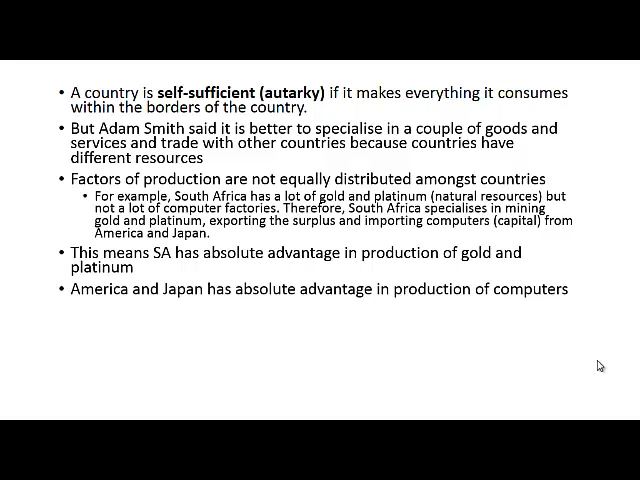 • A country is self-sufficient (autarky) if it makes everything it consumes
within the borders of the country.
• But Adam Smith said it is better to specialise in a couple of goods and
services and trade with other countries because countries have
different resources
• Factors of production are not equally distributed amongst countries
• For example, South Africa has a lot of gold and platinum (natural resources) but
not a lot of computer factories. Therefore, South Africa specialises in mining
gold and platinum, exporting the surplus and importing computers (capital) from
America and Japan.
• This means SA has absolute advantage in production of gold and
platinum
• America and Japan has absolute advantage in production of computers